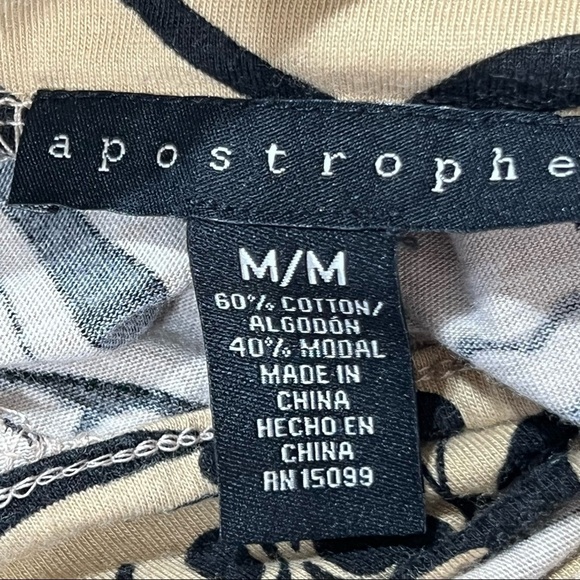 apostrophe
M/M
60% COTTON/
ALGODÓN
40% MODAL
MADE IN
CHINA
HECHO EN
CHINA
RN 15099